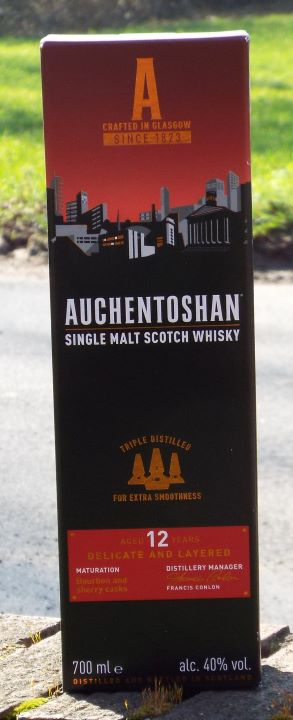 A
CRAFTED IN GLASGOW
SINCE 1823
AUCHENTOSHAN
SINGLE MALT SCOTCH WHISKY
TRIPLE DISTILLED
FOR EXTRA SMOOTHNESS
AGED 12 YEARS
DELICATE AND LAYERED
MATURATION
Bourbon and
sherry casks
DISTILLERY MANAGER
Francis Conlon
FRANCIS CONLON
700 ml e
alc. 40% vol.
DISTILLED AND BOTTLED IN SCOTLAND